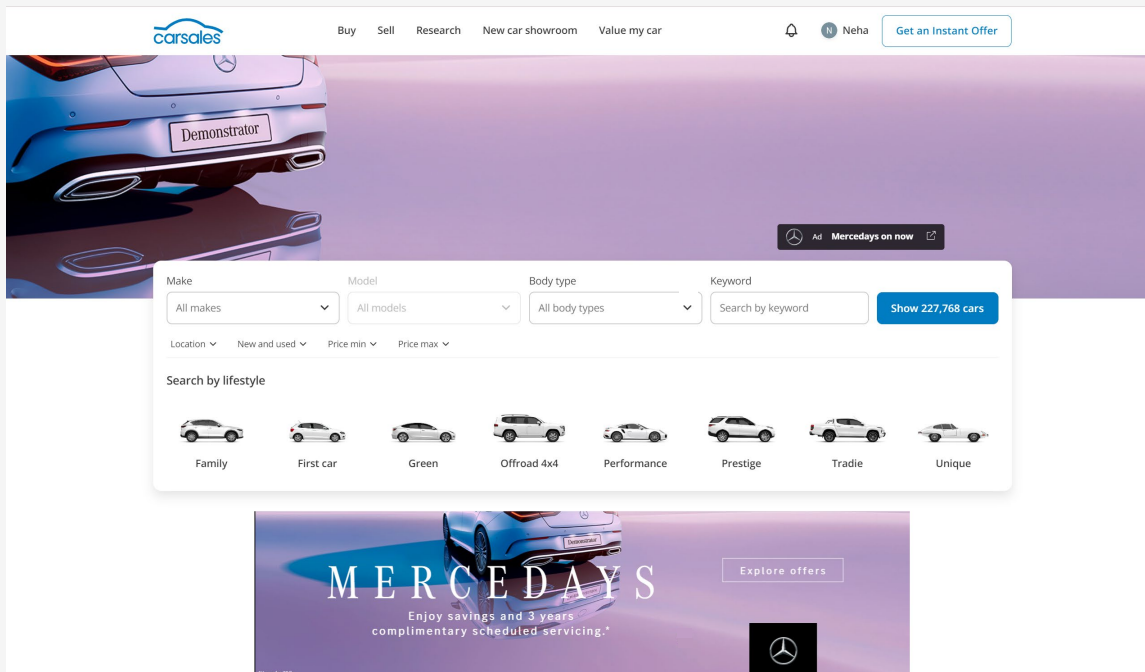 carsales
Buy Sell Research New car showroom Value my car
N Neha Get an Instant Offer
Demonstrator
Ad Mercedays on now
Make Model Body type Keyword
All makes All models All body types Search by keyword Show 227,768 cars
Location New and used Price min Price max
Search by lifestyle
Family First car Green Offroad 4x4 Performance Prestige Tradie Unique
Demonstrator
MERCEDAYS
Explore offers
Enjoy savings and 3 years
complimentary scheduled servicing.*